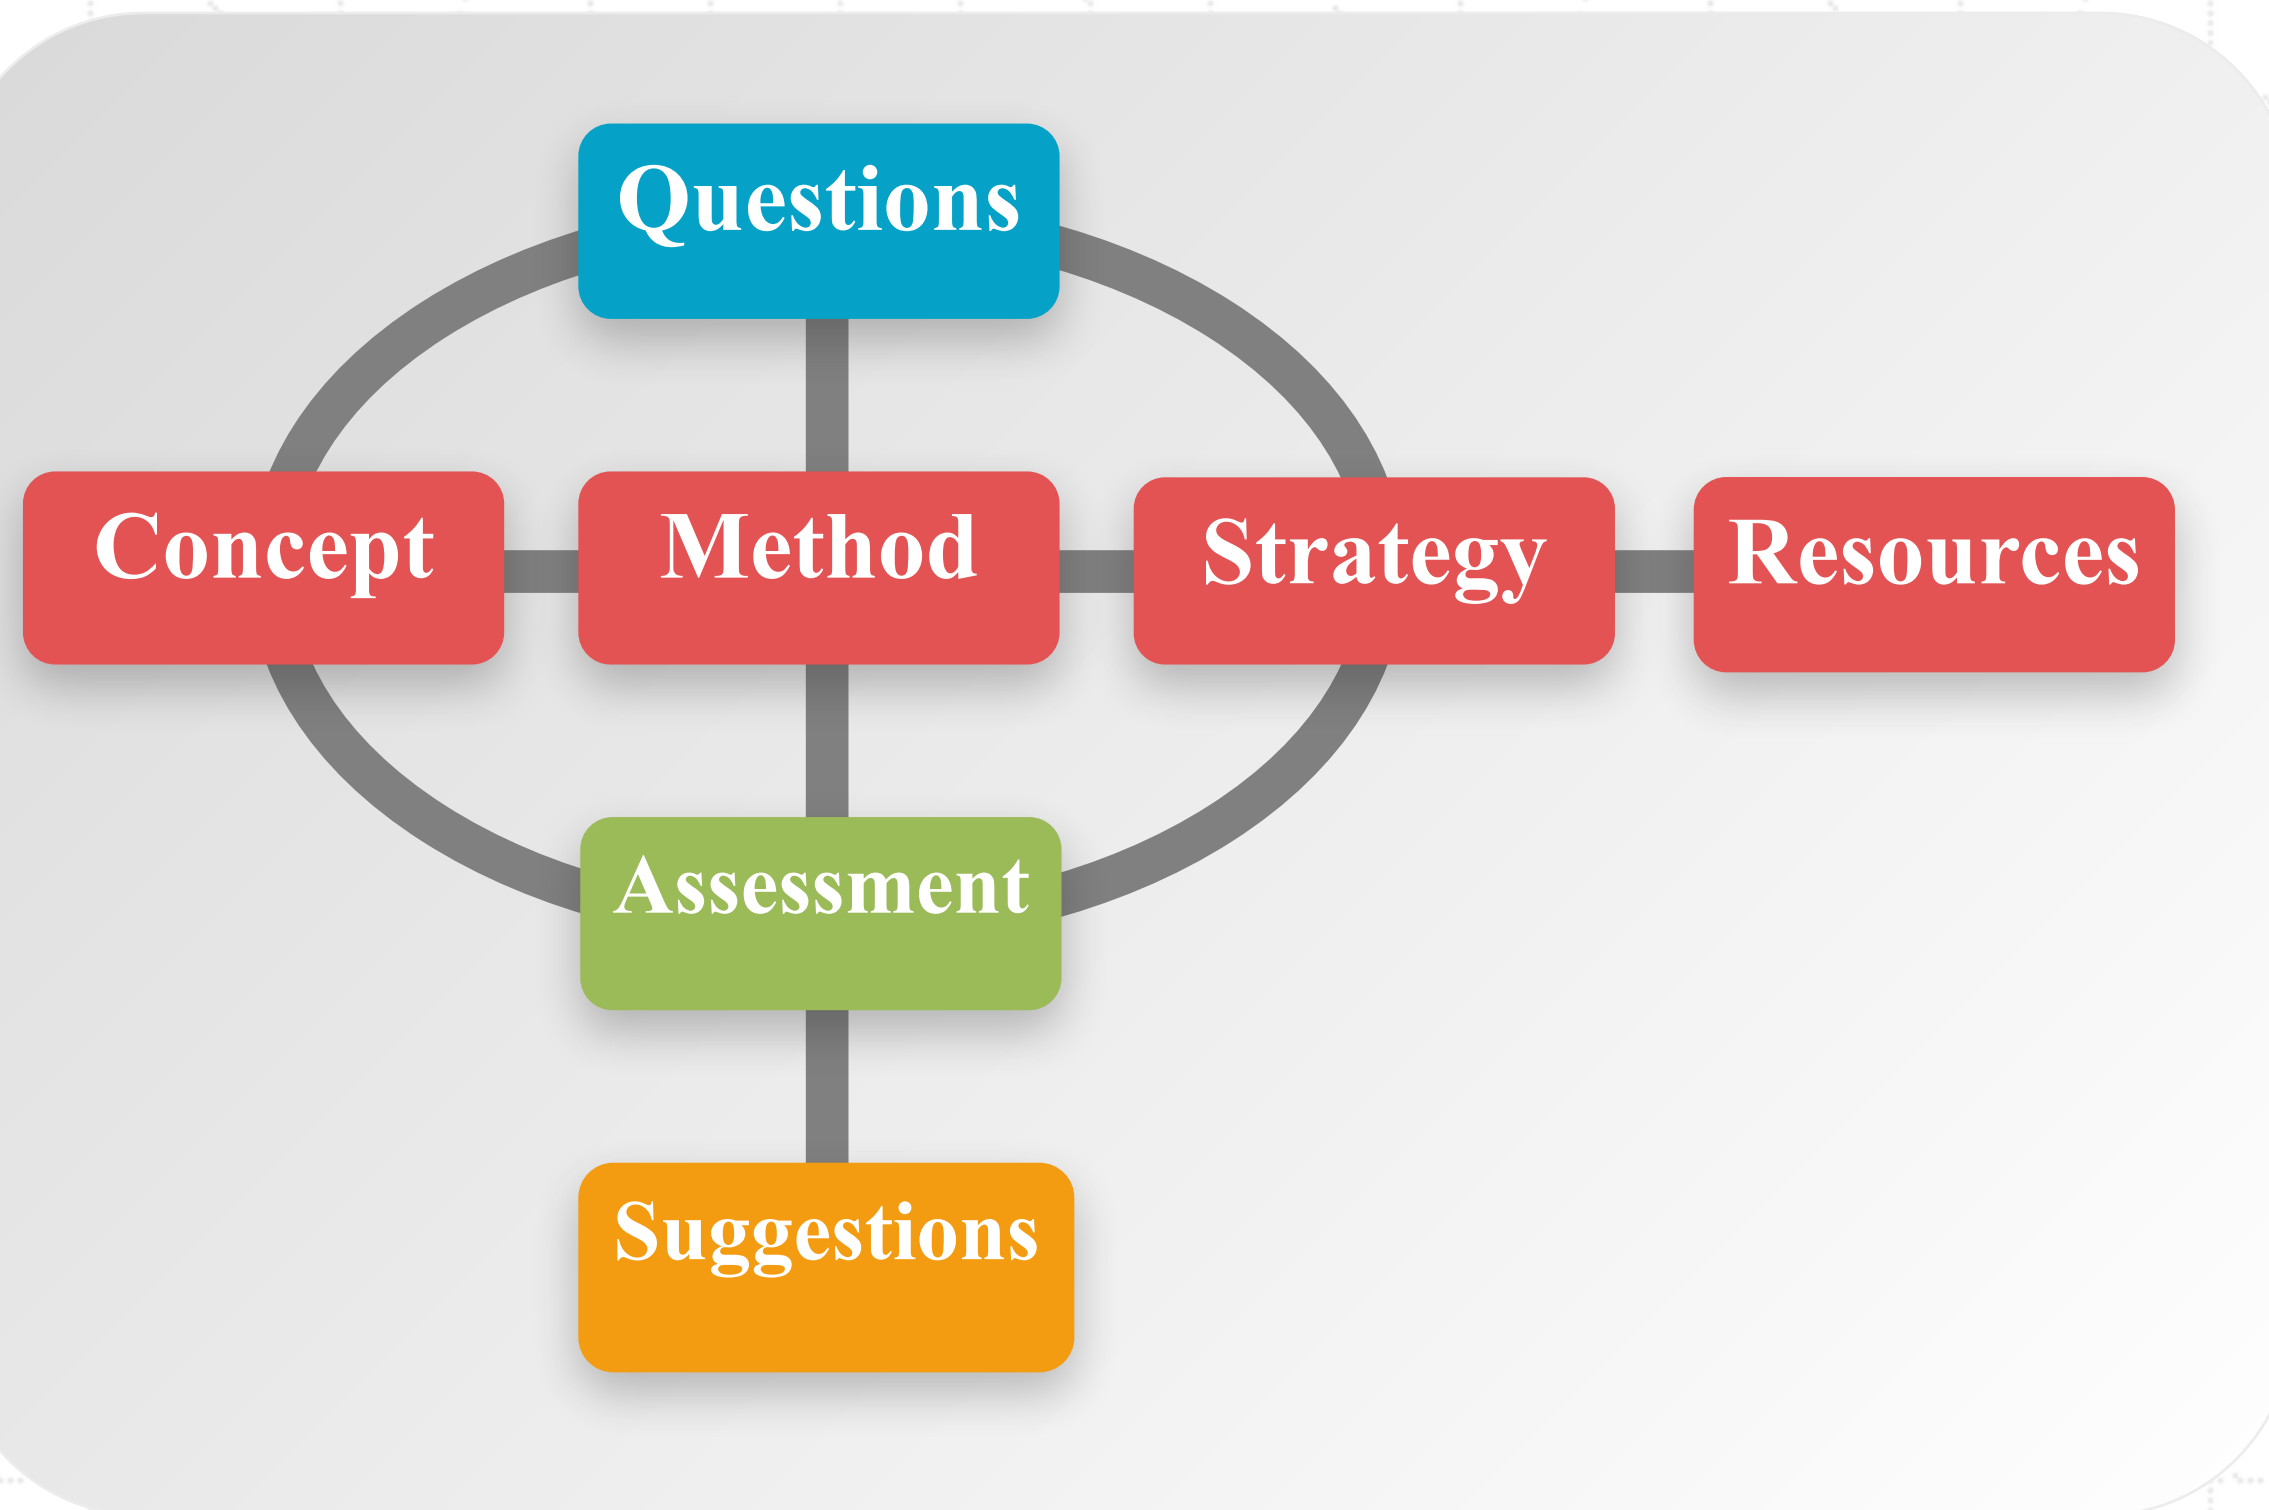 Questions
Concept
Method
Strategy
Resources
Assessment
Suggestions